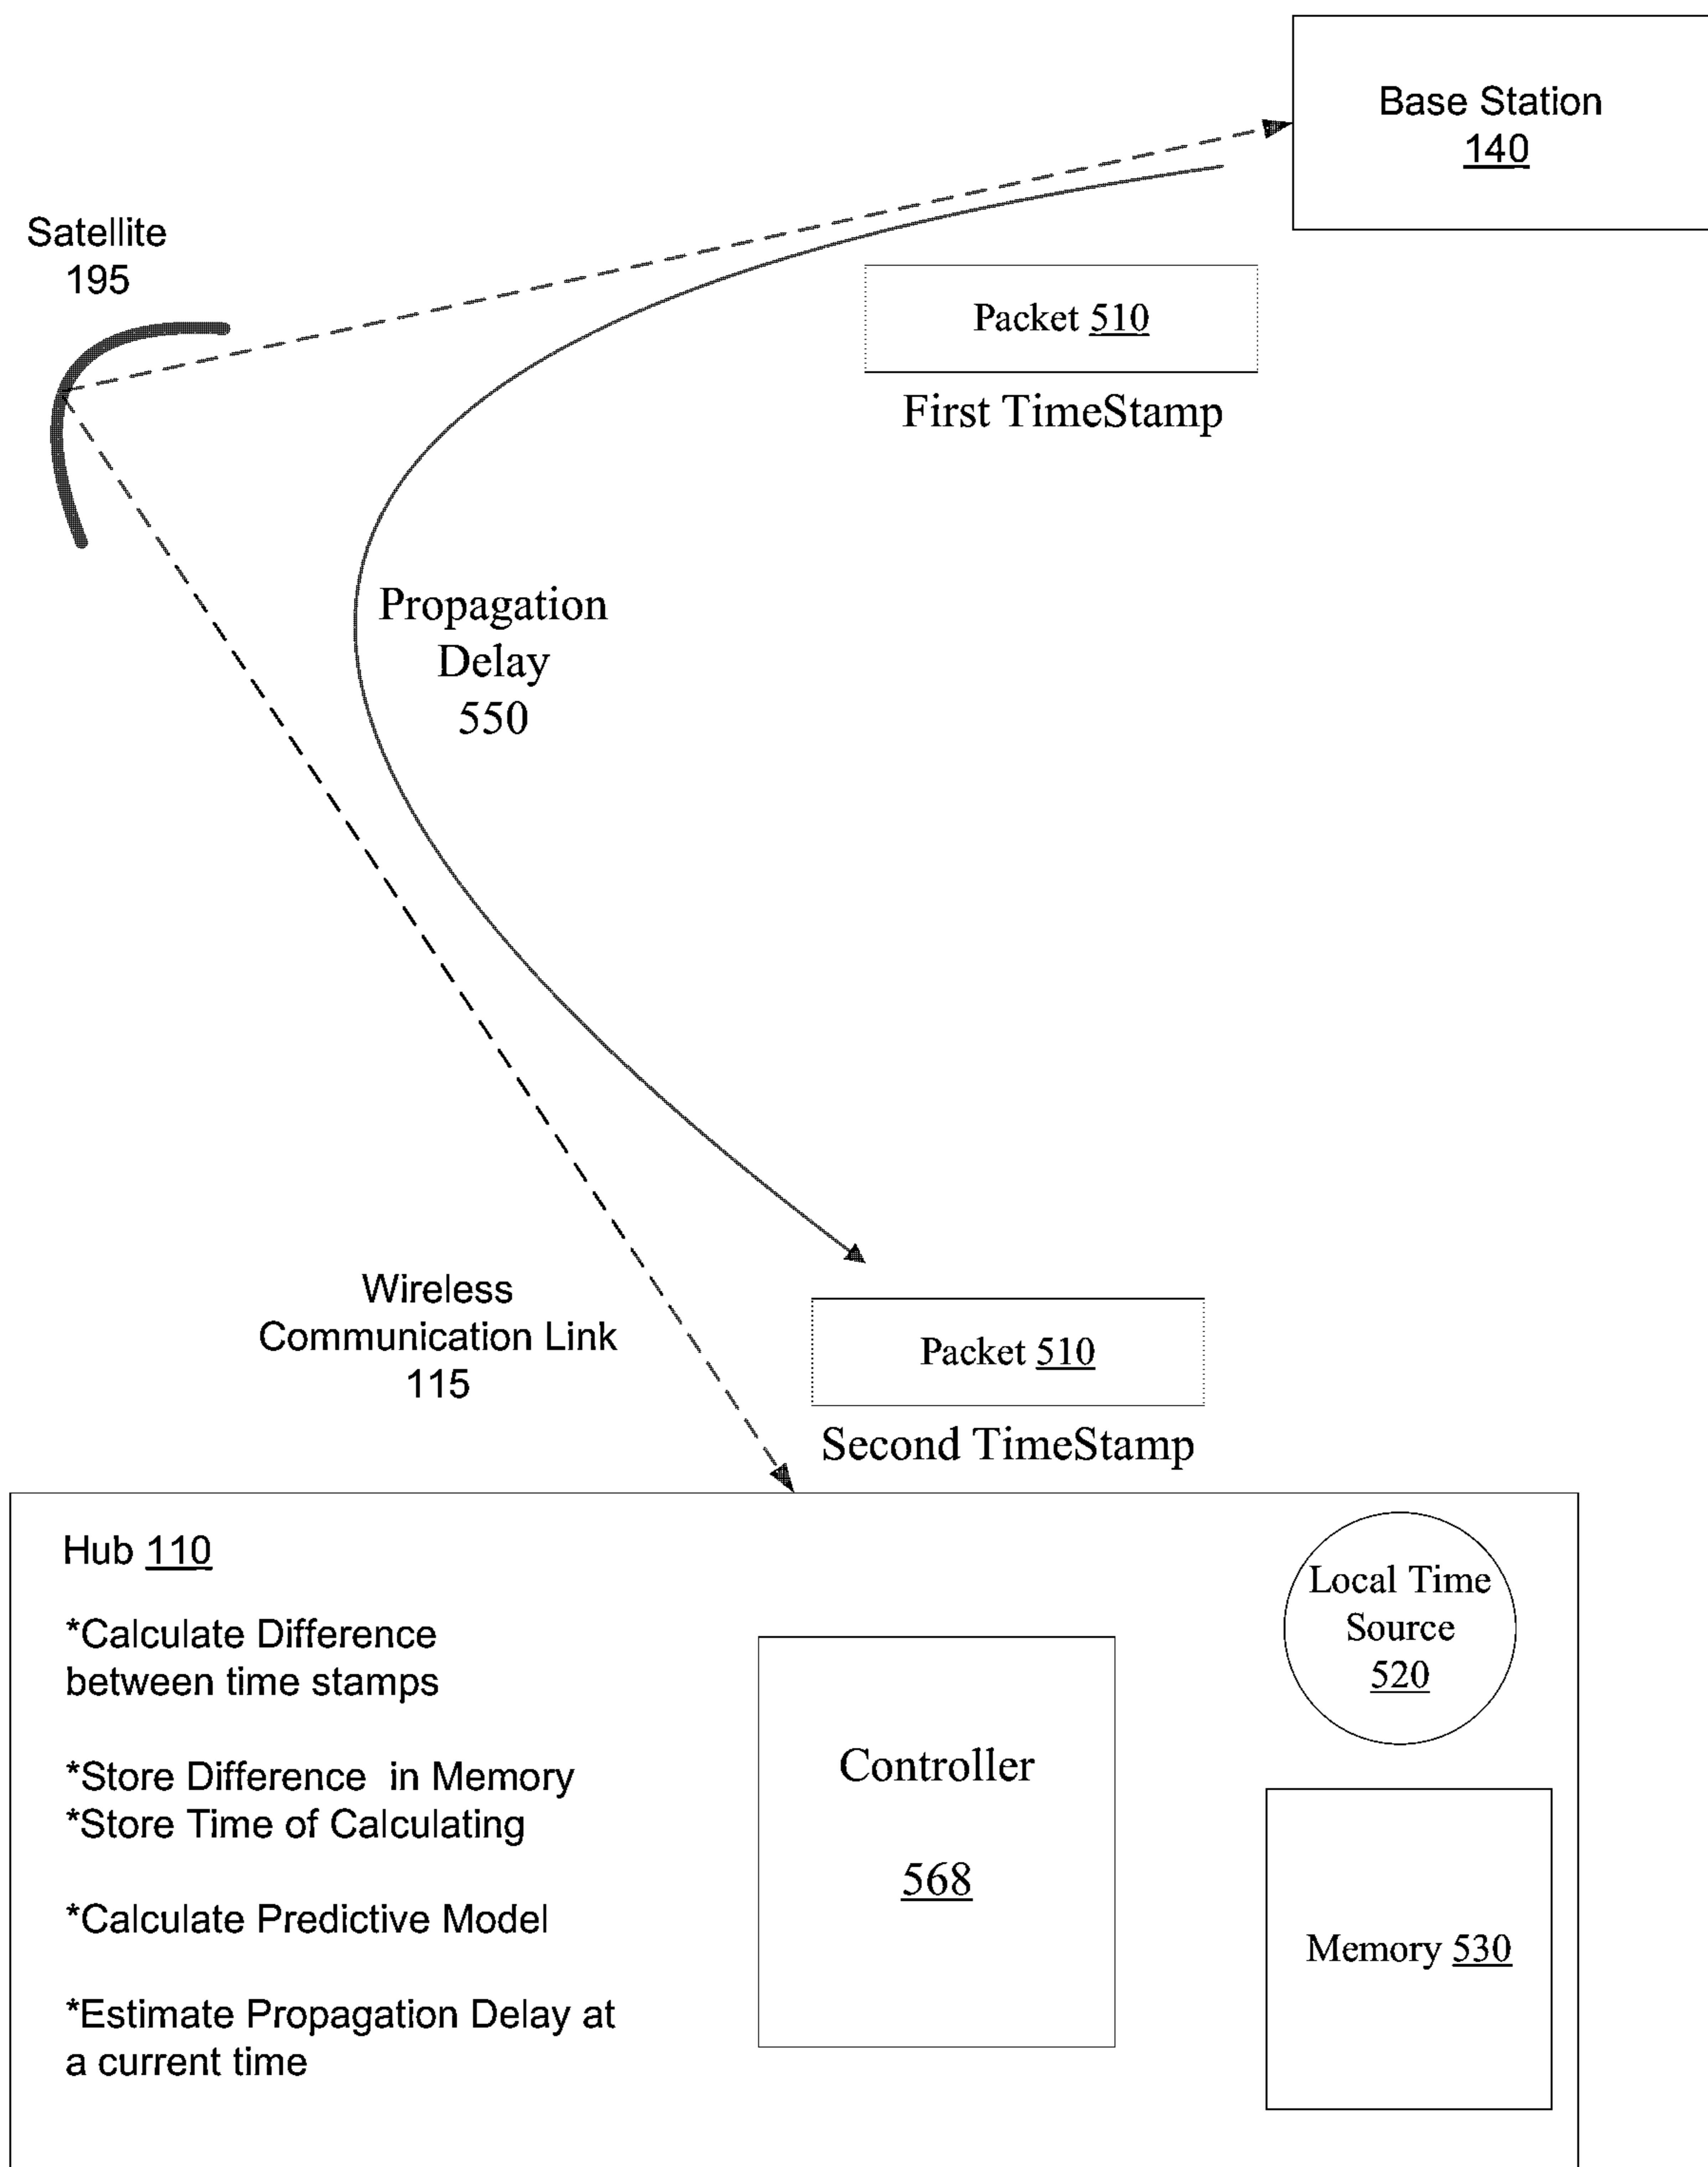 Base Station
140
Satellite
195
Packet 510
First TimeStamp
Propagation
Delay
550
Wireless
Communication Link
115
Packet 510
Second TimeStamp
Hub 110
*Calculate Difference
between time stamps
*Store Difference in Memory
*Store Time of Calculating
*Calculate Predictive Model
*Estimate Propagation Delay at
a current time
Controller
568
Local Time
Source
520
Memory 530